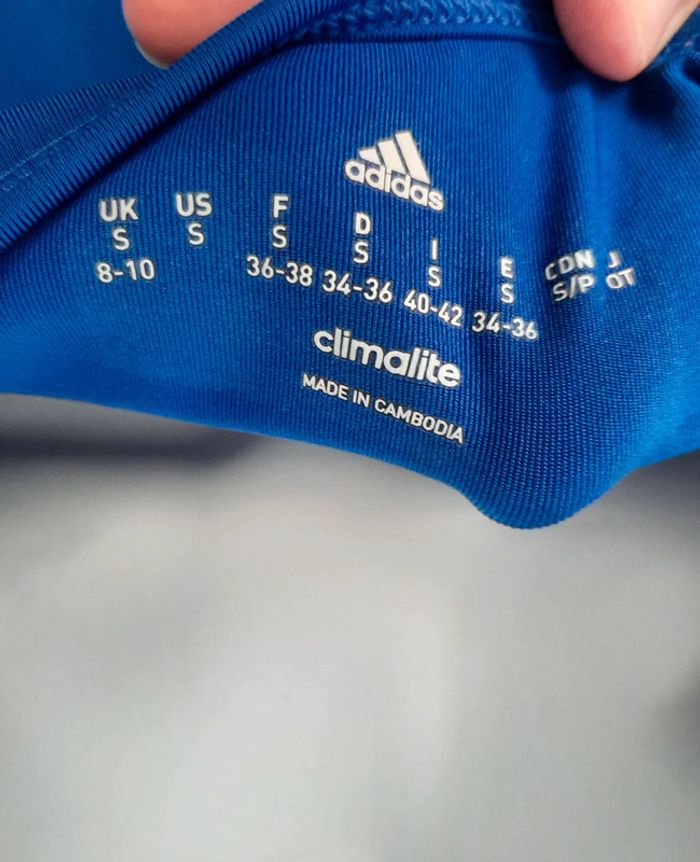 adidas
UK US F D I E CDN J
S S S S S S S/P OT
8-10 36-38 34-36 40-42 34-36
climalite
MADE IN CAMBODIA